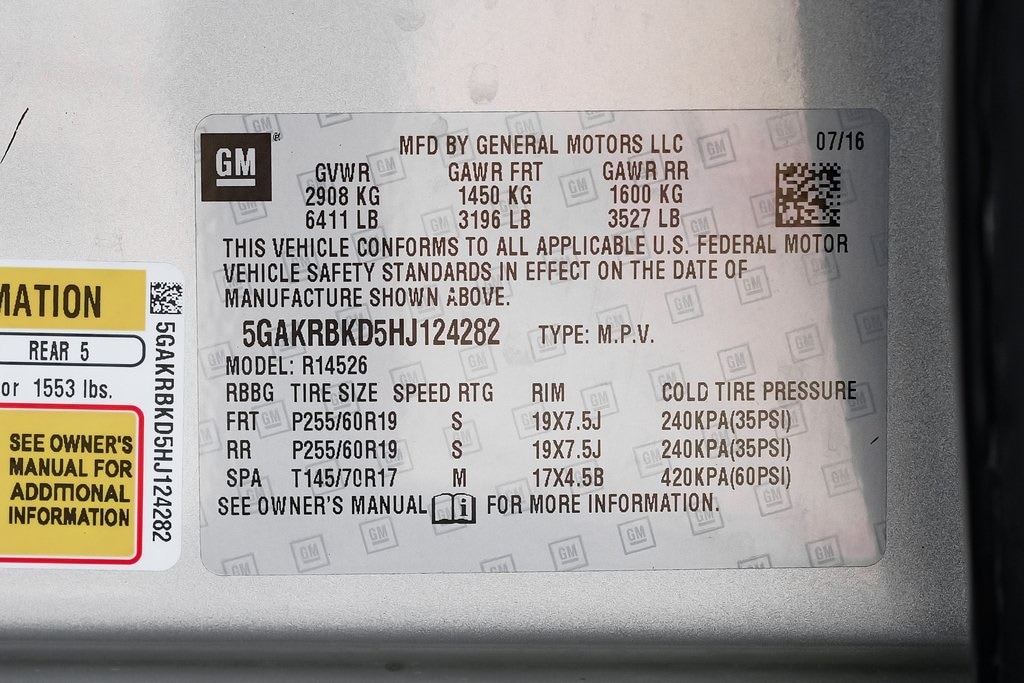 GM
MFD BY GENERAL MOTORS LLC 07/16
GVWR GAWR FRT GAWR RR
2908 KG 1450 KG 1600 KG
6411 LB 3196 LB 3527 LB
THIS VEHICLE CONFORMS TO ALL APPLICABLE U.S. FEDERAL MOTOR
VEHICLE SAFETY STANDARDS IN EFFECT ON THE DATE OF
MANUFACTURE SHOWN ABOVE.
5GAKRBKD5HJ124282 TYPE: M.P.V.
MODEL: R14526
RBBG TIRE SIZE SPEED RTG RIM COLD TIRE PRESSURE
FRT P255/60R19 S 19X7.5J 240KPA(35PSI)
RR P255/60R19 S 19X7.5J 240KPA(35PSI)
SPA T145/70R17 M 17X4.5B 420KPA(60PSI)
SEE OWNER'S MANUAL i FOR MORE INFORMATION.
MATION
REAR 5
or 1553 lbs.
SEE OWNER'S
MANUAL FOR
ADDITIONAL
INFORMATION
5GAKRBKD5HJ124282